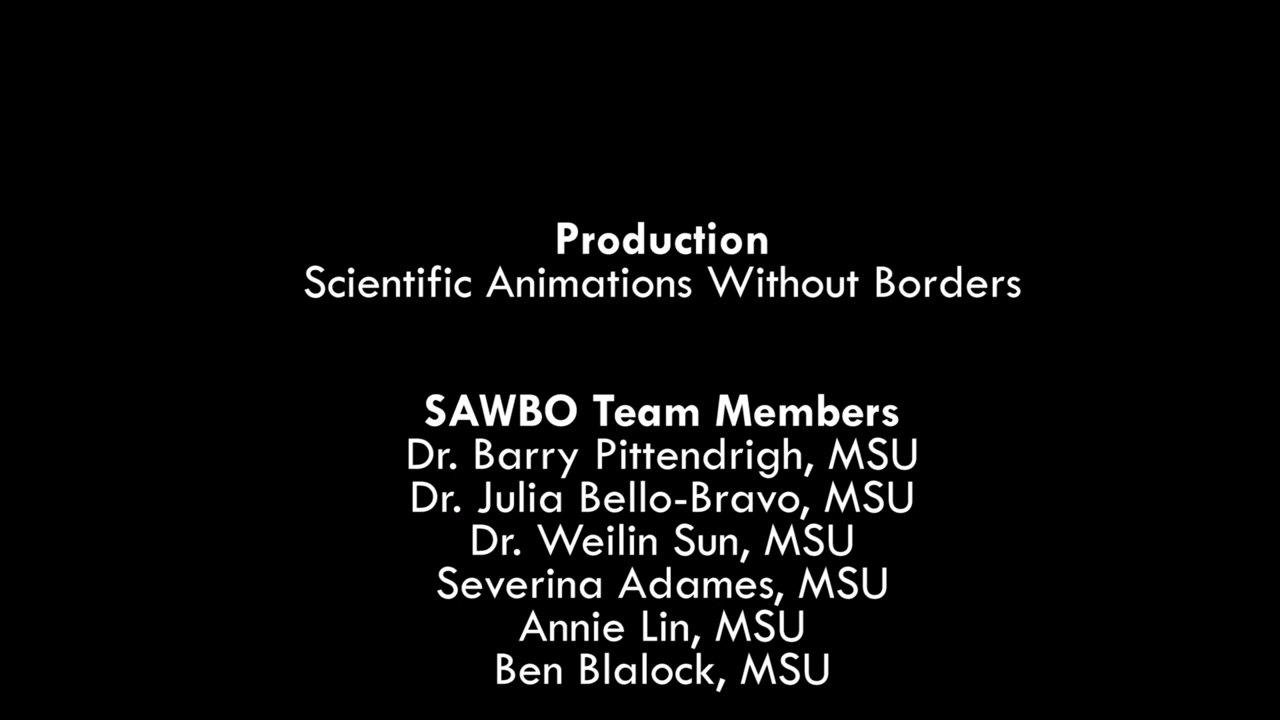 Production
Scientific Animations Without Borders
SAWBO Team Members
Dr. Barry Pittendrigh, MSU
Dr. Julia Bello-Bravo, MSU
Dr. Weilin Sun, MSU
Severina Adames, MSU
Annie Lin, MSU
Ben Blalock, MSU